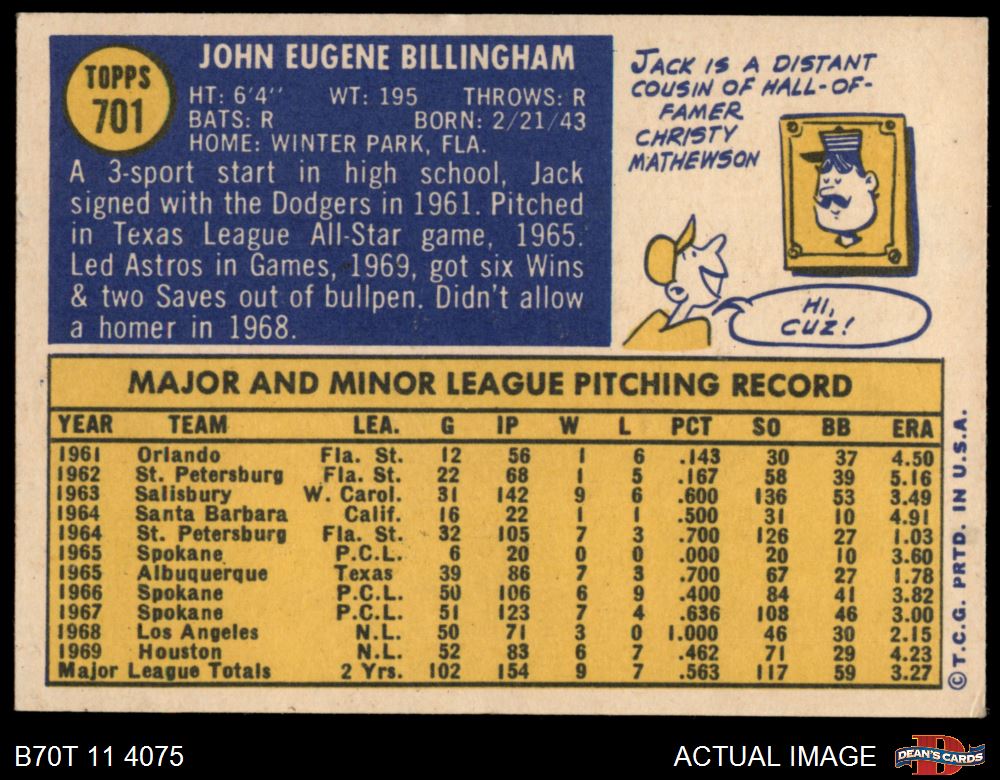 TOPPS
701
JOHN EUGENE BILLINGHAM
HT: 6'4" WT: 195 THROWS: R
BATS: R BORN: 2/21/43
HOME: WINTER PARK, FLA.
A 3-sport start in high school, Jack
signed with the Dodgers in 1961. Pitched
in Texas League All-Star game, 1965.
Led Astros in Games, 1969, got six Wins
& two Saves out of bullpen. Didn't allow
a homer in 1968.
JACK IS A DISTANT
COUSIN OF HALL-OF-
FAMER
CHRISTY
MATHEWSON
HI,
CUZ!
MAJOR AND MINOR LEAGUE PITCHING RECORD
YEAR TEAM LEA. G IP W L PCT SO BB ERA
1961 Orlando Fla. St. 12 56 1 6 .143 30 37 4.50
1962 St. Petersburg Fla. St. 22 68 1 5 .167 58 39 5.16
1963 Salisbury W. Carol. 31 142 9 6 .600 136 53 3.49
1964 Santa Barbara Calif. 16 22 1 1 .500 31 10 4.91
1964 St. Petersburg Fla. St. 32 105 7 3 .700 126 27 1.03
1965 Spokane P.C.L. 6 20 0 0 .000 20 10 3.60
1965 Albuquerque Texas 39 86 7 3 .700 67 27 1.78
1966 Spokane P.C.L. 50 106 6 9 .400 84 41 3.82
1967 Spokane P.C.L. 51 123 7 4 .636 108 46 3.00
1968 Los Angeles N.L. 50 71 3 0 1.000 46 30 2.15
1969 Houston N.L. 52 83 6 7 .462 71 29 4.23
Major League Totals 2 Yrs. 102 154 9 7 .563 117 59 3.27
©T.C.G. PRTD. IN U.S.A.
B70T 11 4075
ACTUAL IMAGE
D
DEAN'S CARDS